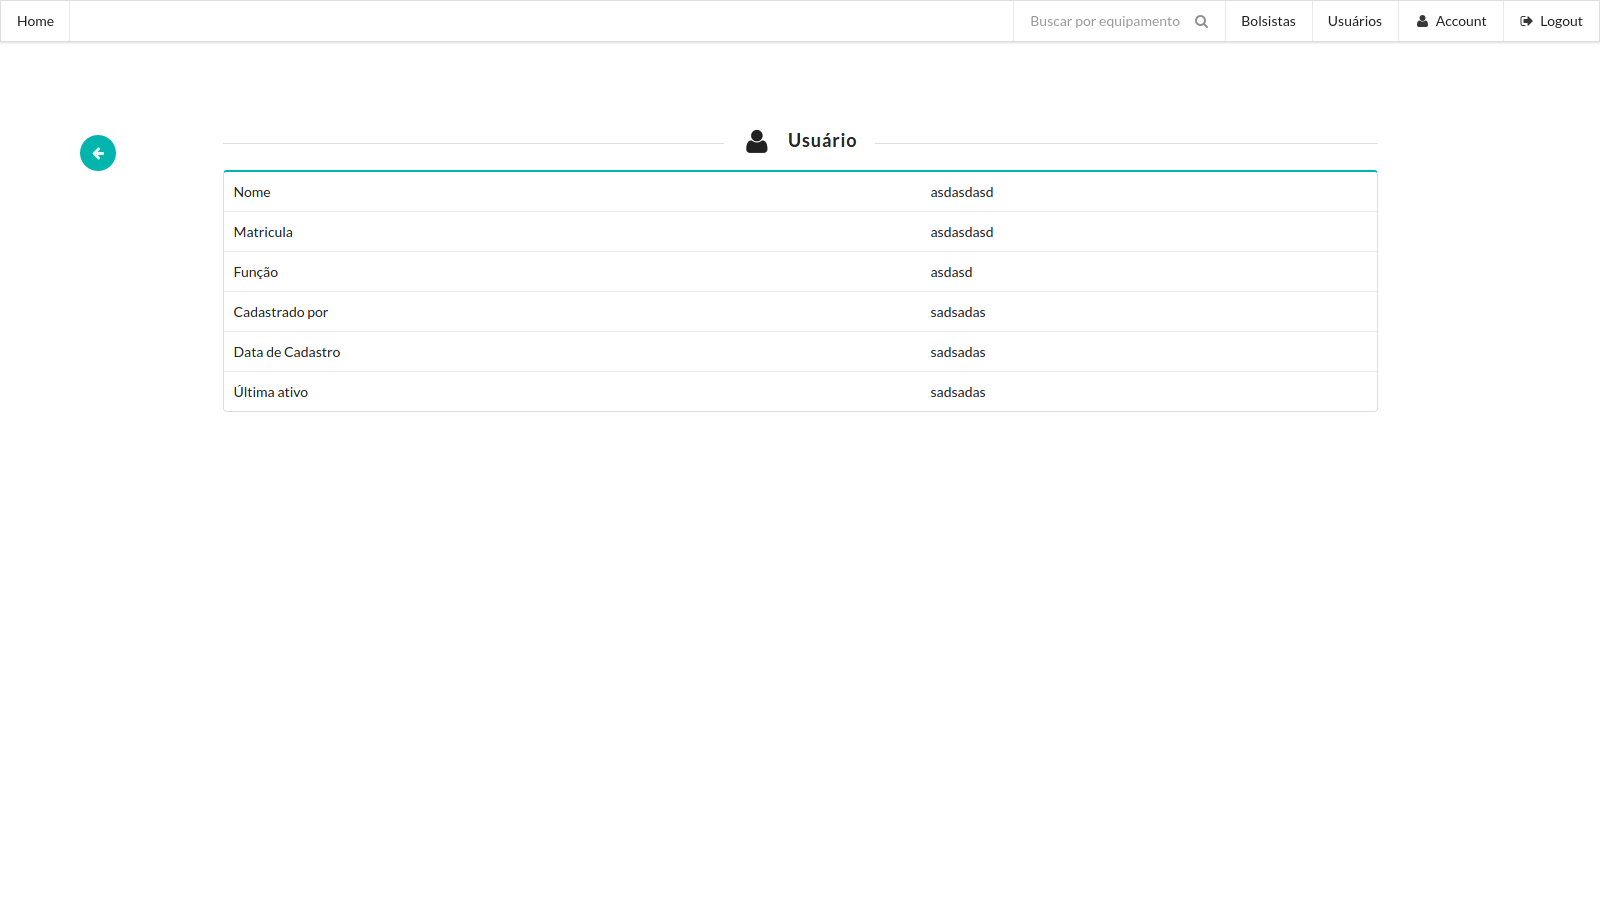 Home Buscar por equipamento Bolsistas Usuários Account Logout
Usuário
Nome asdasdasd
Matricula asdasdasd
Função asdasd
Cadastrado por sadsadas
Data de Cadastro sadsadas
Última ativo sadsadas